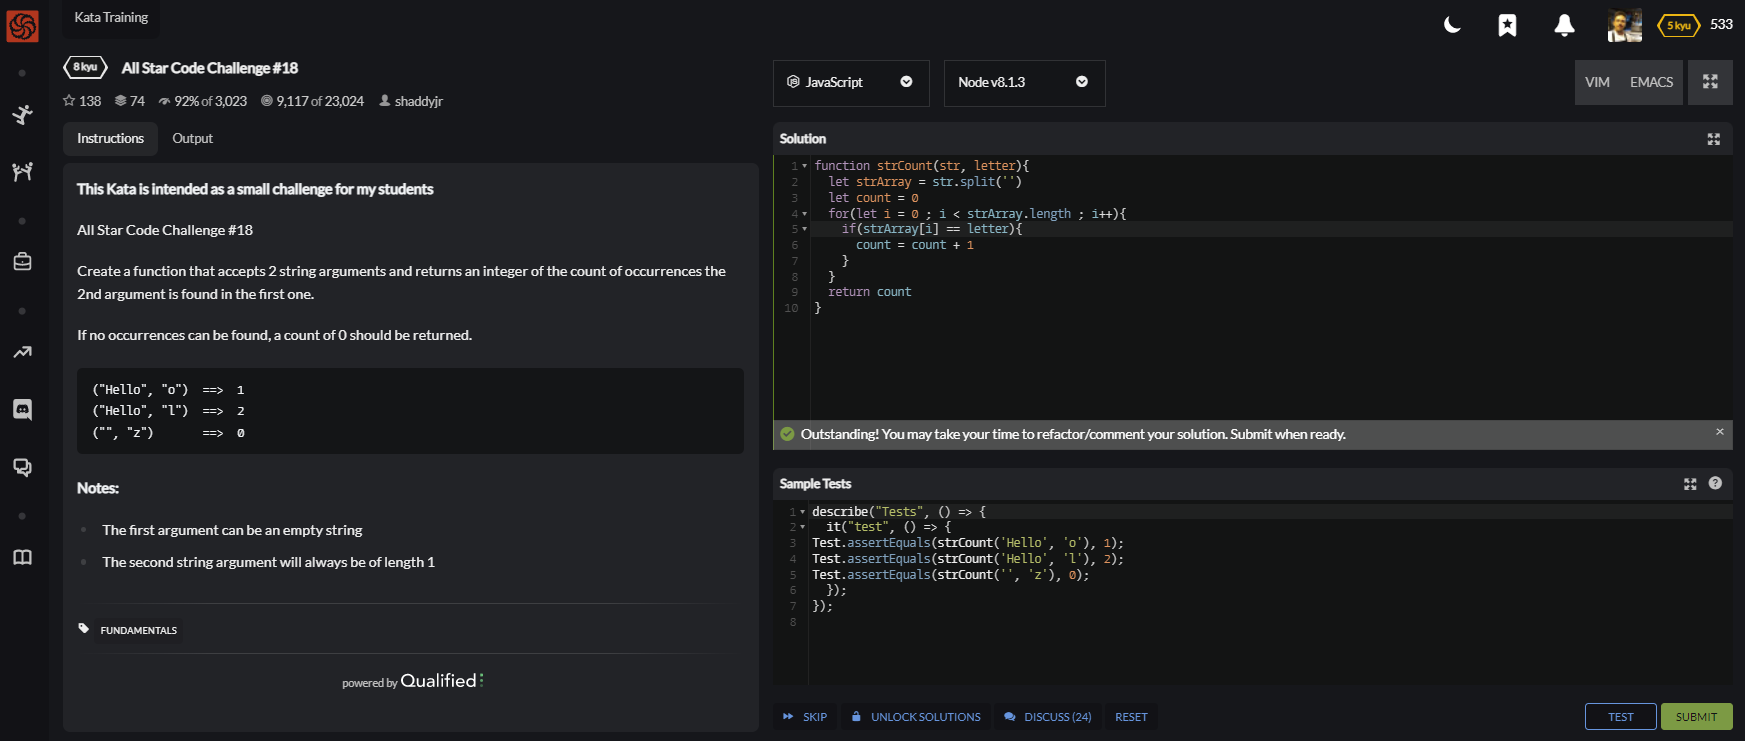 Kata Training
5 kyu 533
8 kyu All Star Code Challenge #18
138 74 92% of 3,023 9,117 of 23,024 shaddyjr
Instructions Output
This Kata is intended as a small challenge for my students
All Star Code Challenge #18
Create a function that accepts 2 string arguments and returns an integer of the count of occurrences the
2nd argument is found in the first one.
If no occurrences can be found, a count of 0 should be returned.
("Hello", "o") ==> 1
("Hello", "l") ==> 2
("", "z") ==> 0
Notes:
The first argument can be an empty string
The second string argument will always be of length 1
FUNDAMENTALS
powered by Qualified
JavaScript Node v8.1.3 VIM EMACS
Solution
1 function strCount(str, letter){
2 let strArray = str.split('')
3 let count = 0
4 for(let i = 0 ; i < strArray.length ; i++){
5 if(strArray[i] == letter){
6 count = count + 1
7 }
8 }
9 return count
10 }
Outstanding! You may take your time to refactor/comment your solution. Submit when ready. ×
Sample Tests
1 describe("Tests", () => {
2 it("test", () => {
3 Test.assertEquals(strCount('Hello', 'o'), 1);
4 Test.assertEquals(strCount('Hello', 'l'), 2);
5 Test.assertEquals(strCount('', 'z'), 0);
6 });
7 });
8
SKIP UNLOCK SOLUTIONS DISCUSS (24) RESET TEST SUBMIT